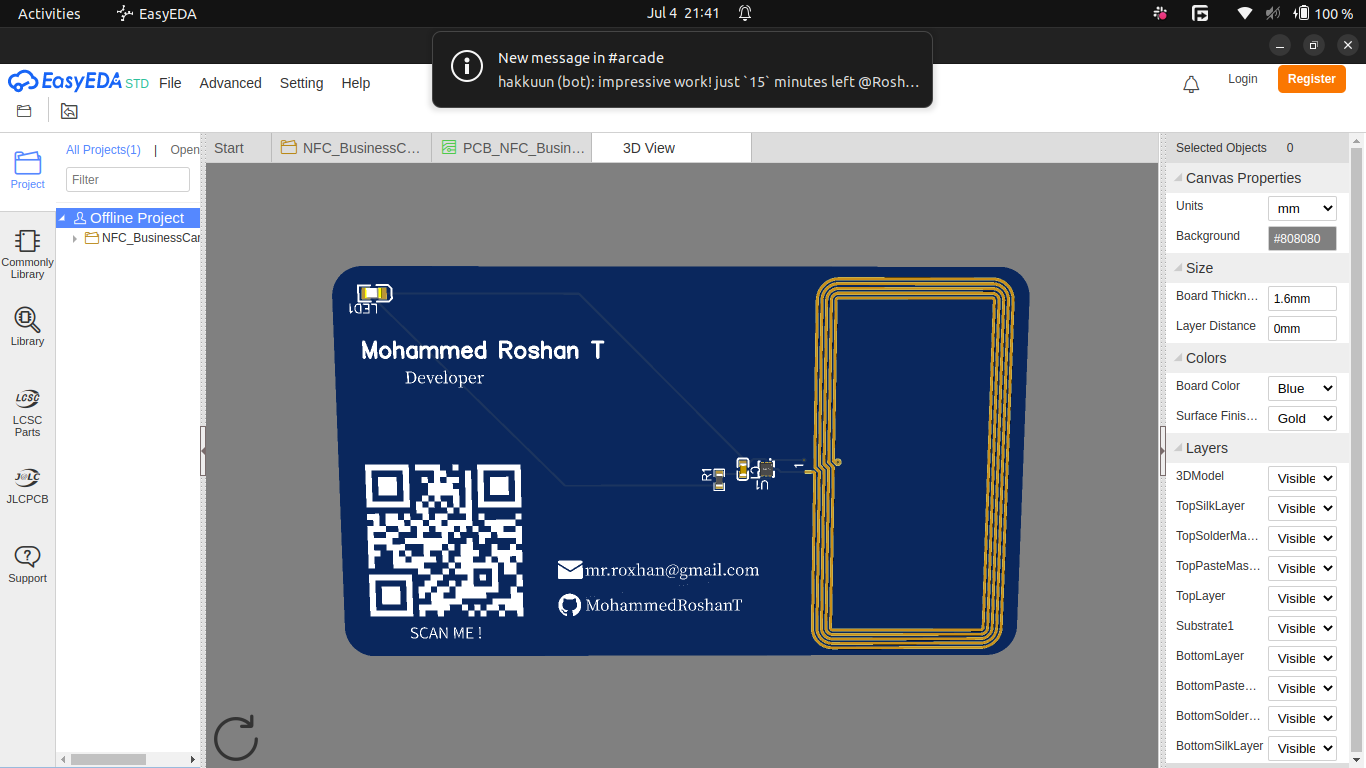 Activities
EasyEDA
Jul 4 21:41
100 %
New message in #arcade
hakkuun (bot): impressive work! just `15` minutes left @Rosh…
EasyEDA STD
File
Advanced
Setting
Help
Login
Register
Project
Commonly
Library
Library
LCSC
LCSC
Parts
JLC
JLCPCB
Support
All Projects(1) | Open
Filter
Offline Project
NFC_BusinessCar
Start
NFC_BusinessC…
PCB_NFC_Busin…
3D View
LED1
Mohammed Roshan T
Developer
R1
U1
1
SCAN ME !
mr.roxhan@gmail.com
MohammedRoshanT
Selected Objects 0
Canvas Properties
Units mm
Background #808080
Size
Board Thickn… 1.6mm
Layer Distance 0mm
Colors
Board Color Blue
Surface Finis… Gold
Layers
3DModel Visible
TopSilkLayer Visible
TopSolderMa… Visible
TopPasteMas… Visible
TopLayer Visible
Substrate1 Visible
BottomLayer Visible
BottomPaste… Visible
BottomSolder… Visible
BottomSilkLayer Visible